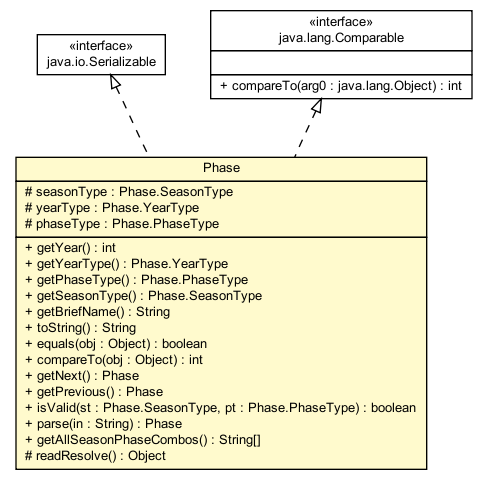 «interface»
java.io.Serializable
«interface»
java.lang.Comparable
+ compareTo(arg0 : java.lang.Object) : int
Phase
# seasonType : Phase.SeasonType
# yearType : Phase.YearType
# phaseType : Phase.PhaseType
+ getYear() : int
+ getYearType() : Phase.YearType
+ getPhaseType() : Phase.PhaseType
+ getSeasonType() : Phase.SeasonType
+ getBriefName() : String
+ toString() : String
+ equals(obj : Object) : boolean
+ compareTo(obj : Object) : int
+ getNext() : Phase
+ getPrevious() : Phase
+ isValid(st : Phase.SeasonType, pt : Phase.PhaseType) : boolean
+ parse(in : String) : Phase
+ getAllSeasonPhaseCombos() : String[]
# readResolve() : Object